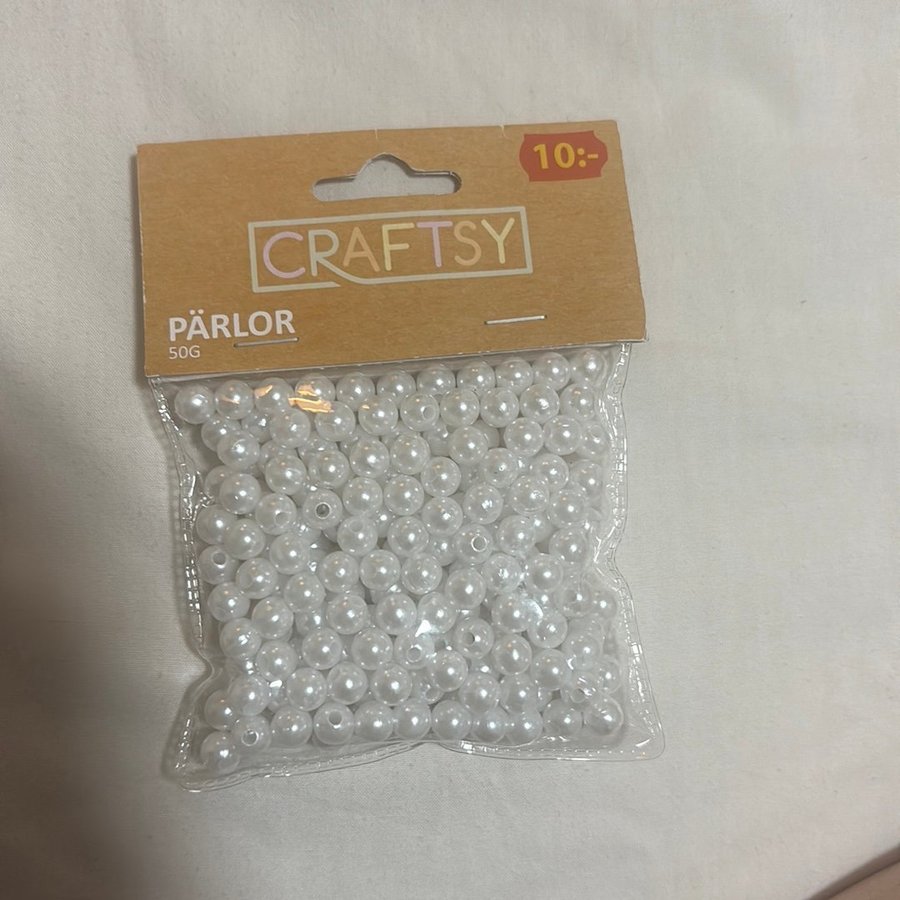 10:-
CRAFTSY
PÄRLOR
50G